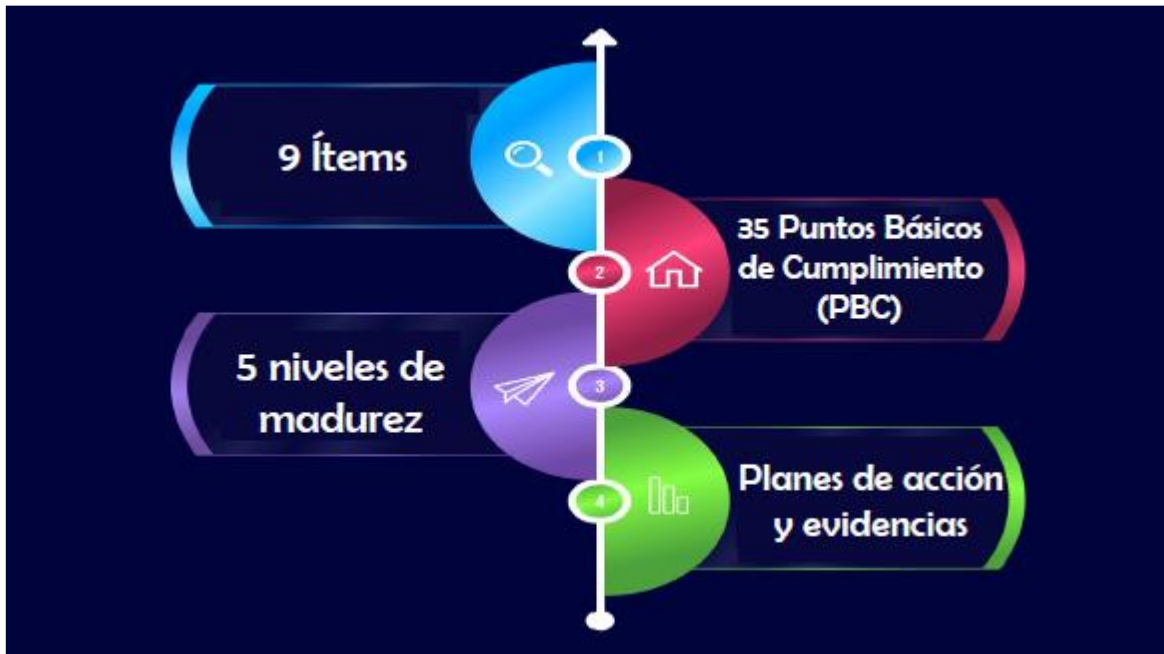 9 Ítems
1
35 Puntos Básicos
de Cumplimiento
(PBC)
2
5 niveles de
madurez
3
Planes de acción
y evidencias
4